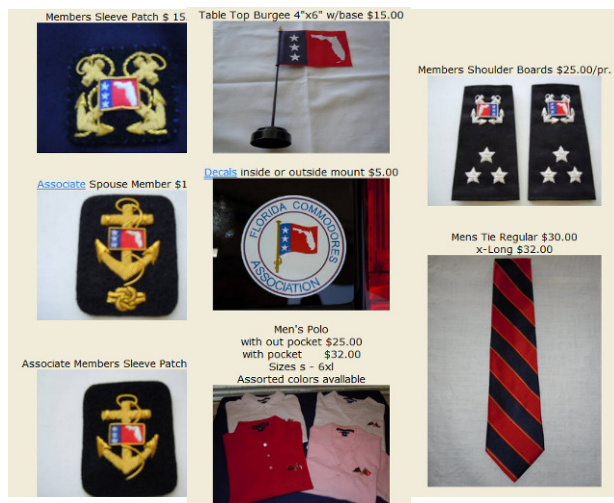 Members Sleeve Patch $ 15
Associate Spouse Member $1
Associate Members Sleeve Patch
Table Top Burgee 4"x6" w/base $15.00
Decals inside or outside mount $5.00
FLORIDA COMMODORES
ASSOCIATION
Men's Polo
with out pocket $25.00
with pocket $32.00
Sizes s - 6xl
Assorted colors available
Members Shoulder Boards $25.00/pr.
Mens Tie Regular $30.00
x-Long $32.00